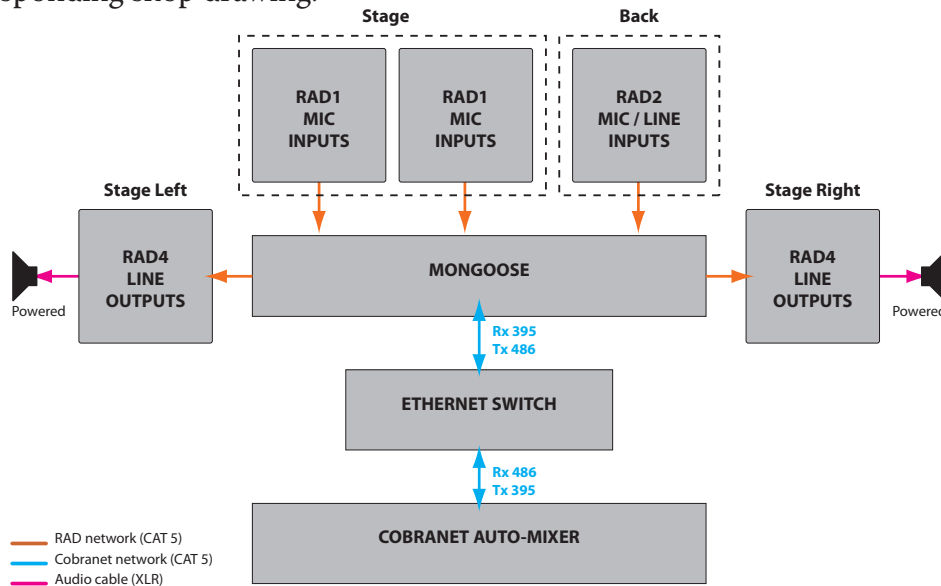 shop drawing.
Stage
Back
RAD1
MIC
INPUTS
RAD1
MIC
INPUTS
RAD2
MIC / LINE
INPUTS
Stage Left
Stage Right
RAD4
LINE
OUTPUTS
MONGOOSE
RAD4
LINE
OUTPUTS
Powered
Powered
Rx 395
Tx 486
ETHERNET SWITCH
Rx 486
Tx 395
COBRANET AUTO-MIXER
RAD network (CAT 5)
Cobranet network (CAT 5)
Audio cable (XLR)